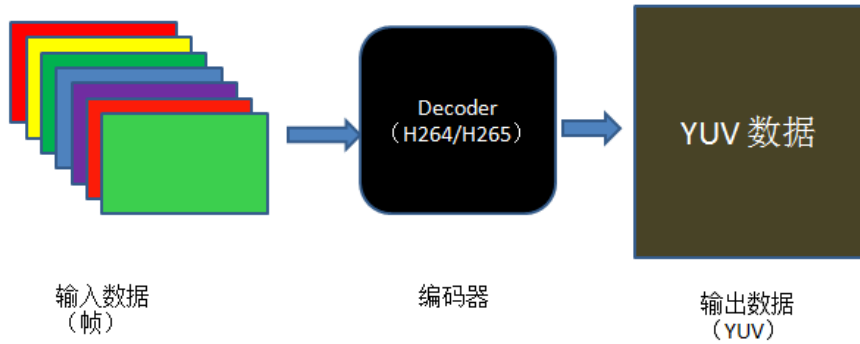 Decoder
（H264/H265）
YUV 数据
输入数据
（帧）
编码器
输出数据
（YUV）